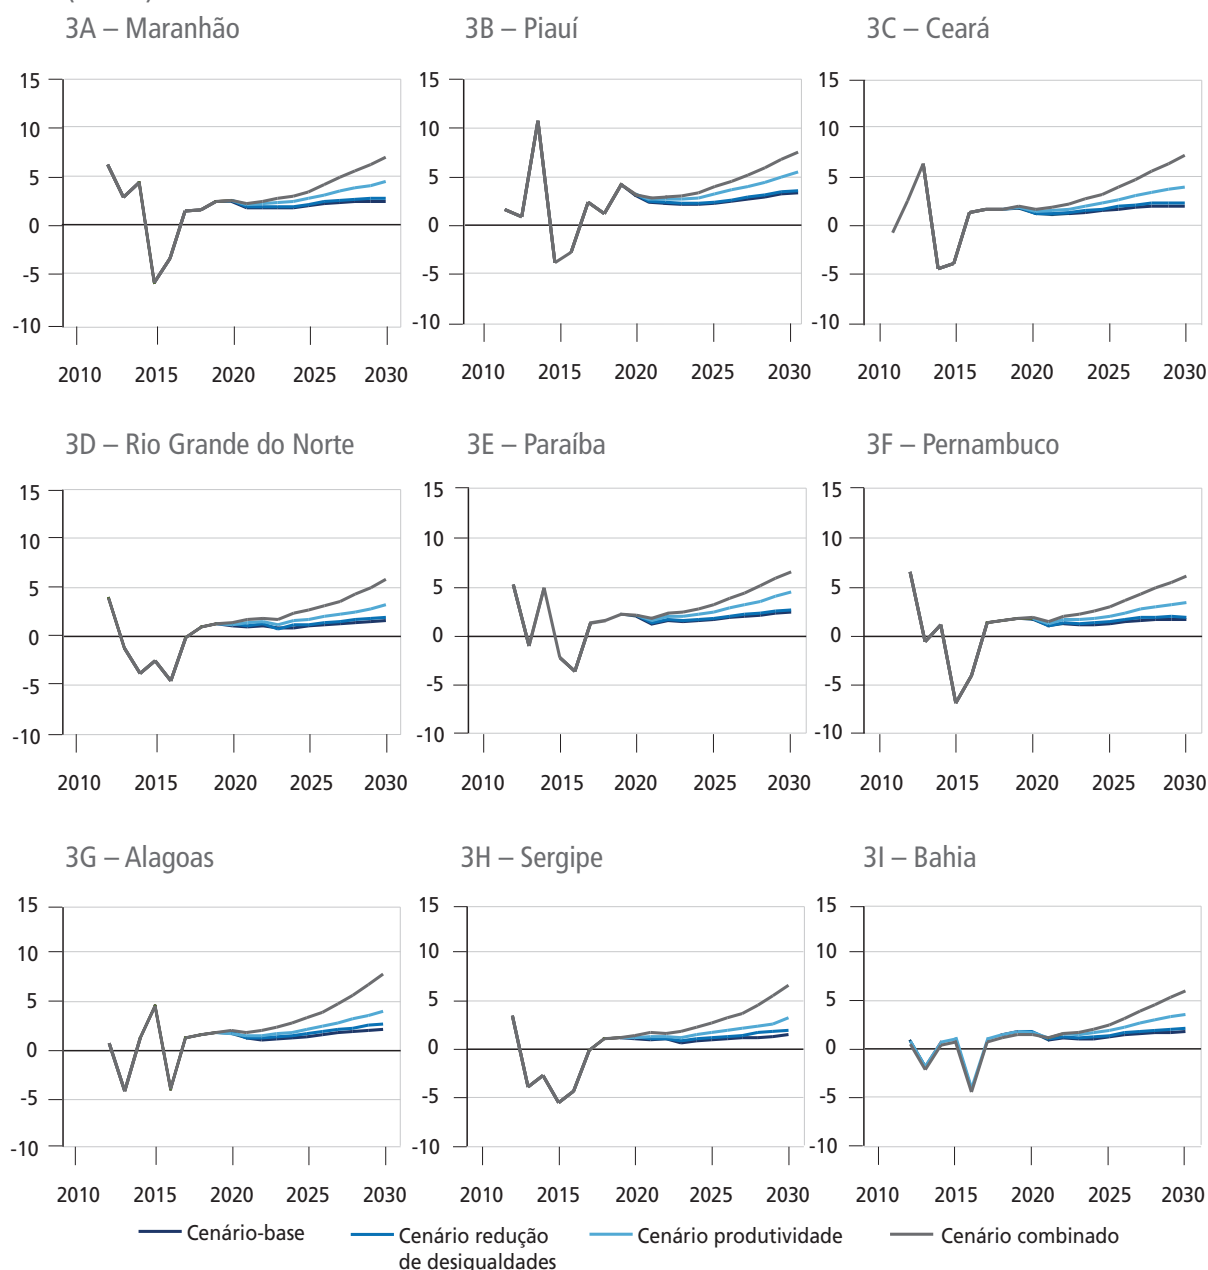 3A – Maranhão
3B – Piauí
3C – Ceará
15
10
5
0
-5
-10
2010 2015 2020 2025 2030
15
10
5
0
-5
-10
2010 2015 2020 2025 2030
15
10
5
0
-5
-10
2010 2015 2020 2025 2030
3D – Rio Grande do Norte
3E – Paraíba
3F – Pernambuco
15
10
5
0
-5
-10
2010 2015 2020 2025 2030
15
10
5
0
-5
-10
2010 2015 2020 2025 2030
15
10
5
0
-5
-10
2010 2015 2020 2025 2030
3G – Alagoas
3H – Sergipe
3I – Bahia
15
10
5
0
-5
-10
2010 2015 2020 2025 2030
15
10
5
0
-5
-10
2010 2015 2020 2025 2030
15
10
5
0
-5
-10
2010 2015 2020 2025 2030
Cenário-base
Cenário redução
de desigualdades
Cenário produtividade
Cenário combinado